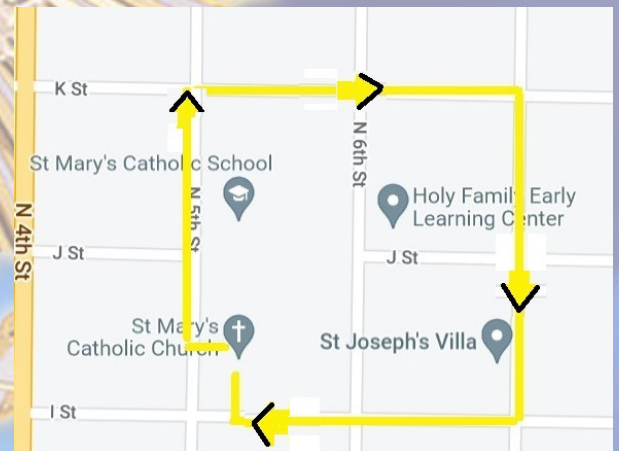 K St
N 6th St
St Mary's Catholic School
N 5th St
Holy Family Early
Learning Center
N 4th St
J St
J St
St Mary's
Catholic Church
St Joseph's Villa
I St